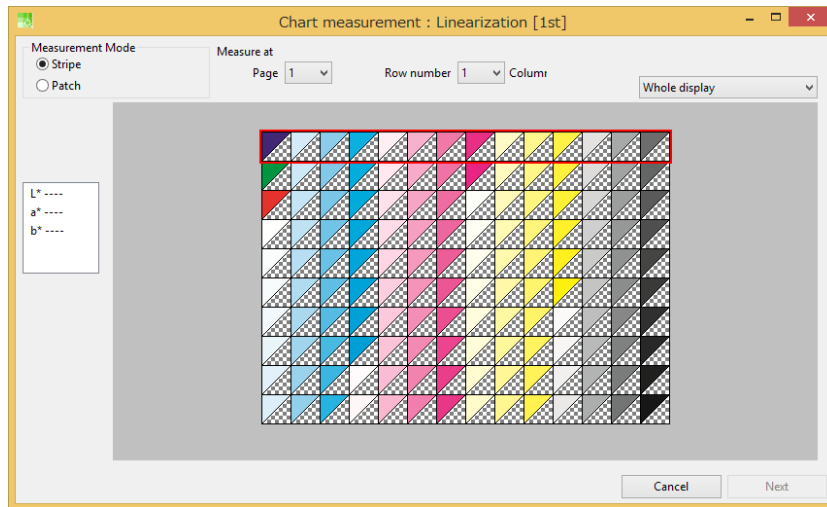 Chart measurement : Linearization [1st]
Measurement Mode
Stripe
Patch
Measure at
Page 1
Row number 1
Column
Whole display
L* ----
a* ----
b* ----
Cancel
Next